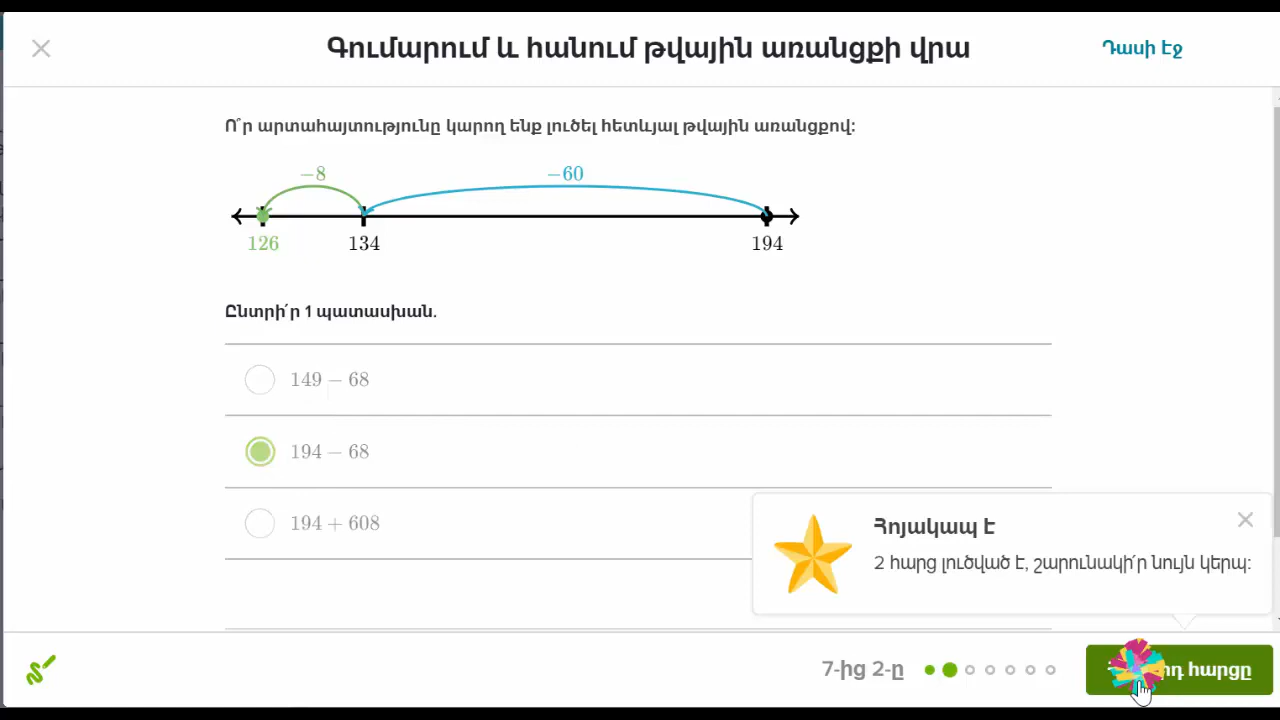 Գումարում և հանում թվային առանցքի վրա
Դասի էջ
Ո՞ր արտահայտությունը կարող ենք լուծել հետևյալ թվային առանցքով:
−8
−60
126
134
194
Ընտրի՛ր 1 պատասխան.
149 − 68
194 − 68
194 + 608
Հոյակապ է
2 հարց լուծված է, շարունակի՛ր նույն կերպ:
7-ից 2-ը
հարցը